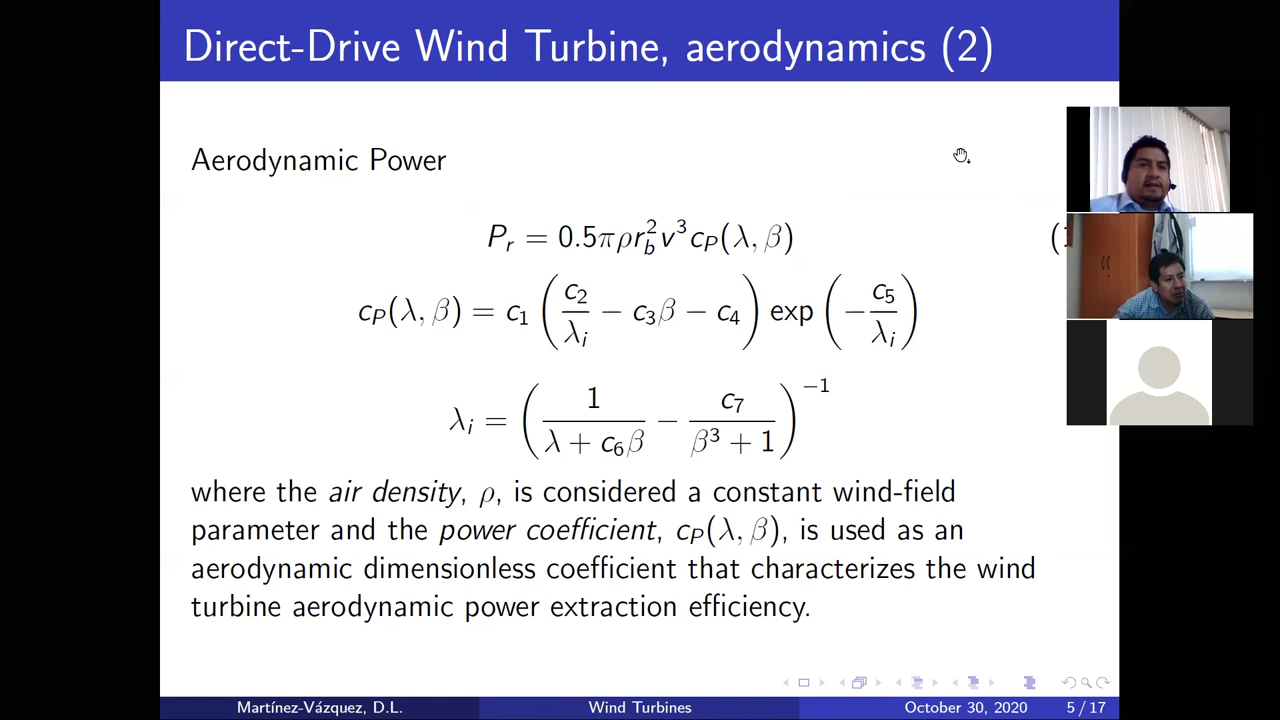 Direct-Drive Wind Turbine, aerodynamics (2)
Aerodynamic Power
P_r = 0.5πρr_b^2 v^3 c_P(λ, β)
(1
c_P(λ, β) = c_1 (c_2/λ_i − c_3β − c_4) exp (−c_5/λ_i)
λ_i = (1/(λ + c_6β) − c_7/(β^3 + 1))^−1
where the air density, ρ, is considered a constant wind-field
parameter and the power coefficient, c_P(λ, β), is used as an
aerodynamic dimensionless coefficient that characterizes the wind
turbine aerodynamic power extraction efficiency.
Martínez-Vázquez, D.L. Wind Turbines October 30, 2020 5 / 17